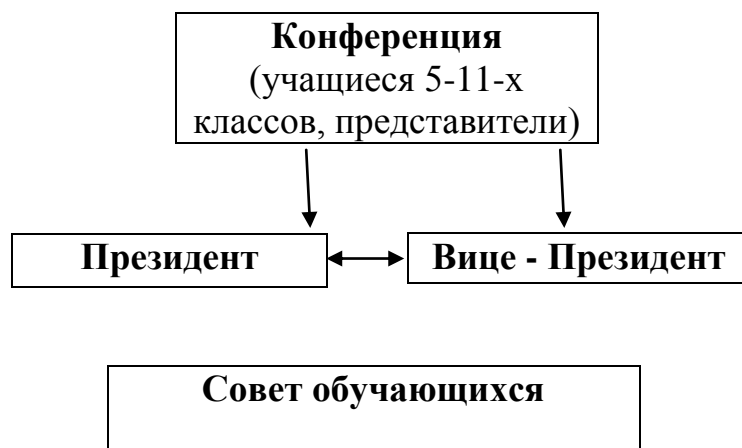 Конференция
(учащиеся 5-11-х
классов, представители)
Президент
Вице - Президент
Совет обучающихся